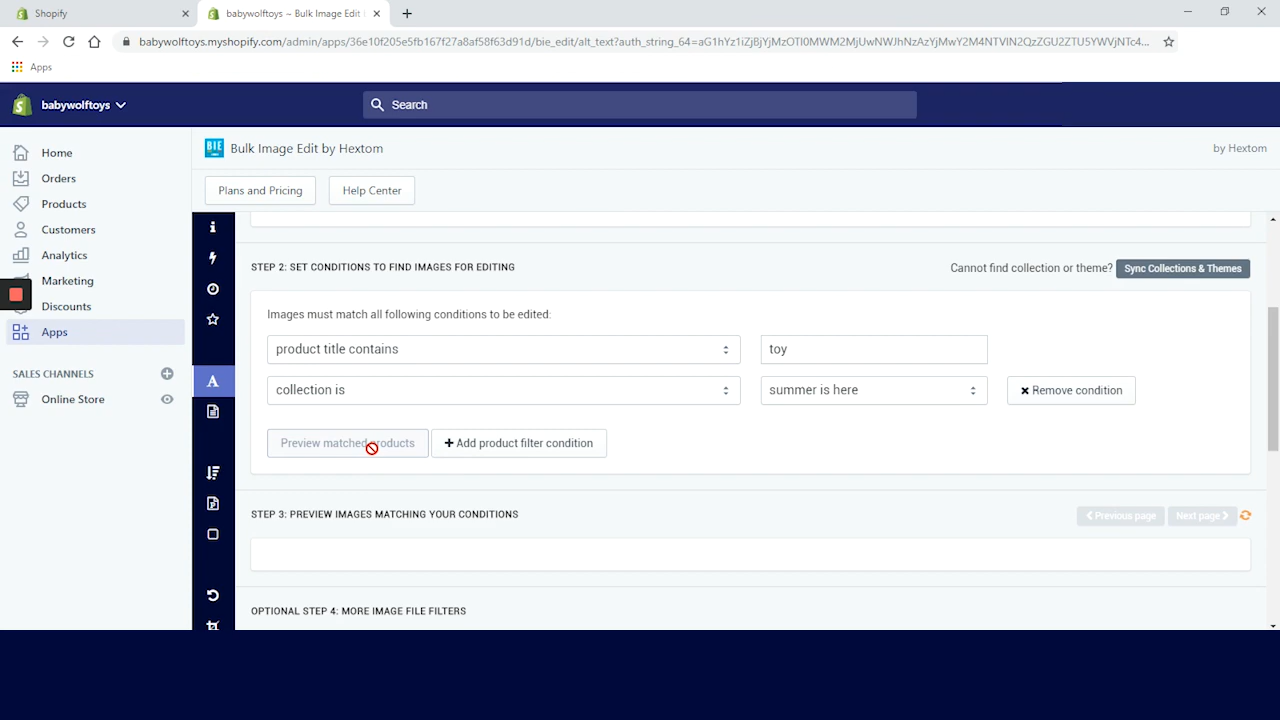 Shopify
babywolftoys ~ Bulk Image Edit
babywolftoys.myshopify.com/admin/apps/36e10f205e5fb167f27a8af58f63d91d/bie_edit/alt_text?auth_string_64=aG1hYz1iZjBjYjMzOTI0MWM2MjUwNWJhNzAzYjMwY2M4NTVlN2QzZGU2ZTU5YWVjNTc4...
Apps
babywolftoys
Search
Home
Orders
Products
Customers
Analytics
Marketing
Discounts
Apps
SALES CHANNELS
Online Store
BIE
Bulk Image Edit by Hextom
by Hextom
Plans and Pricing
Help Center
STEP 2: SET CONDITIONS TO FIND IMAGES FOR EDITING
Cannot find collection or theme? Sync Collections & Themes
Images must match all following conditions to be edited:
product title contains
toy
collection is
summer is here
Remove condition
Preview matched products
Add product filter condition
STEP 3: PREVIEW IMAGES MATCHING YOUR CONDITIONS
Previous page
Next page
OPTIONAL STEP 4: MORE IMAGE FILE FILTERS